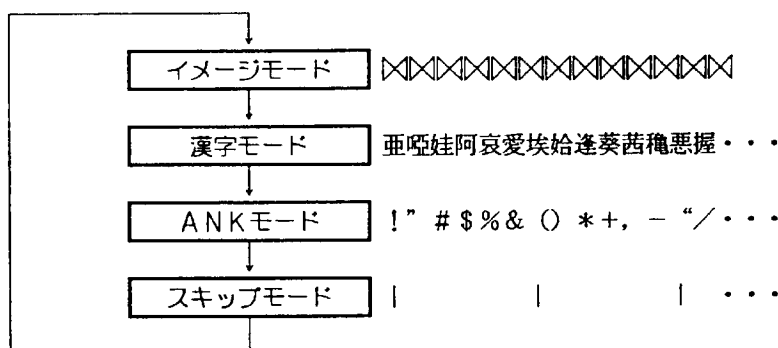 イメージモード
漢字モード 亜唖娃阿哀愛埃姶逢葵茜穐悪握・・・
ANKモード !” #$%& () *+, − “/・・・
スキップモード | | | ・・・